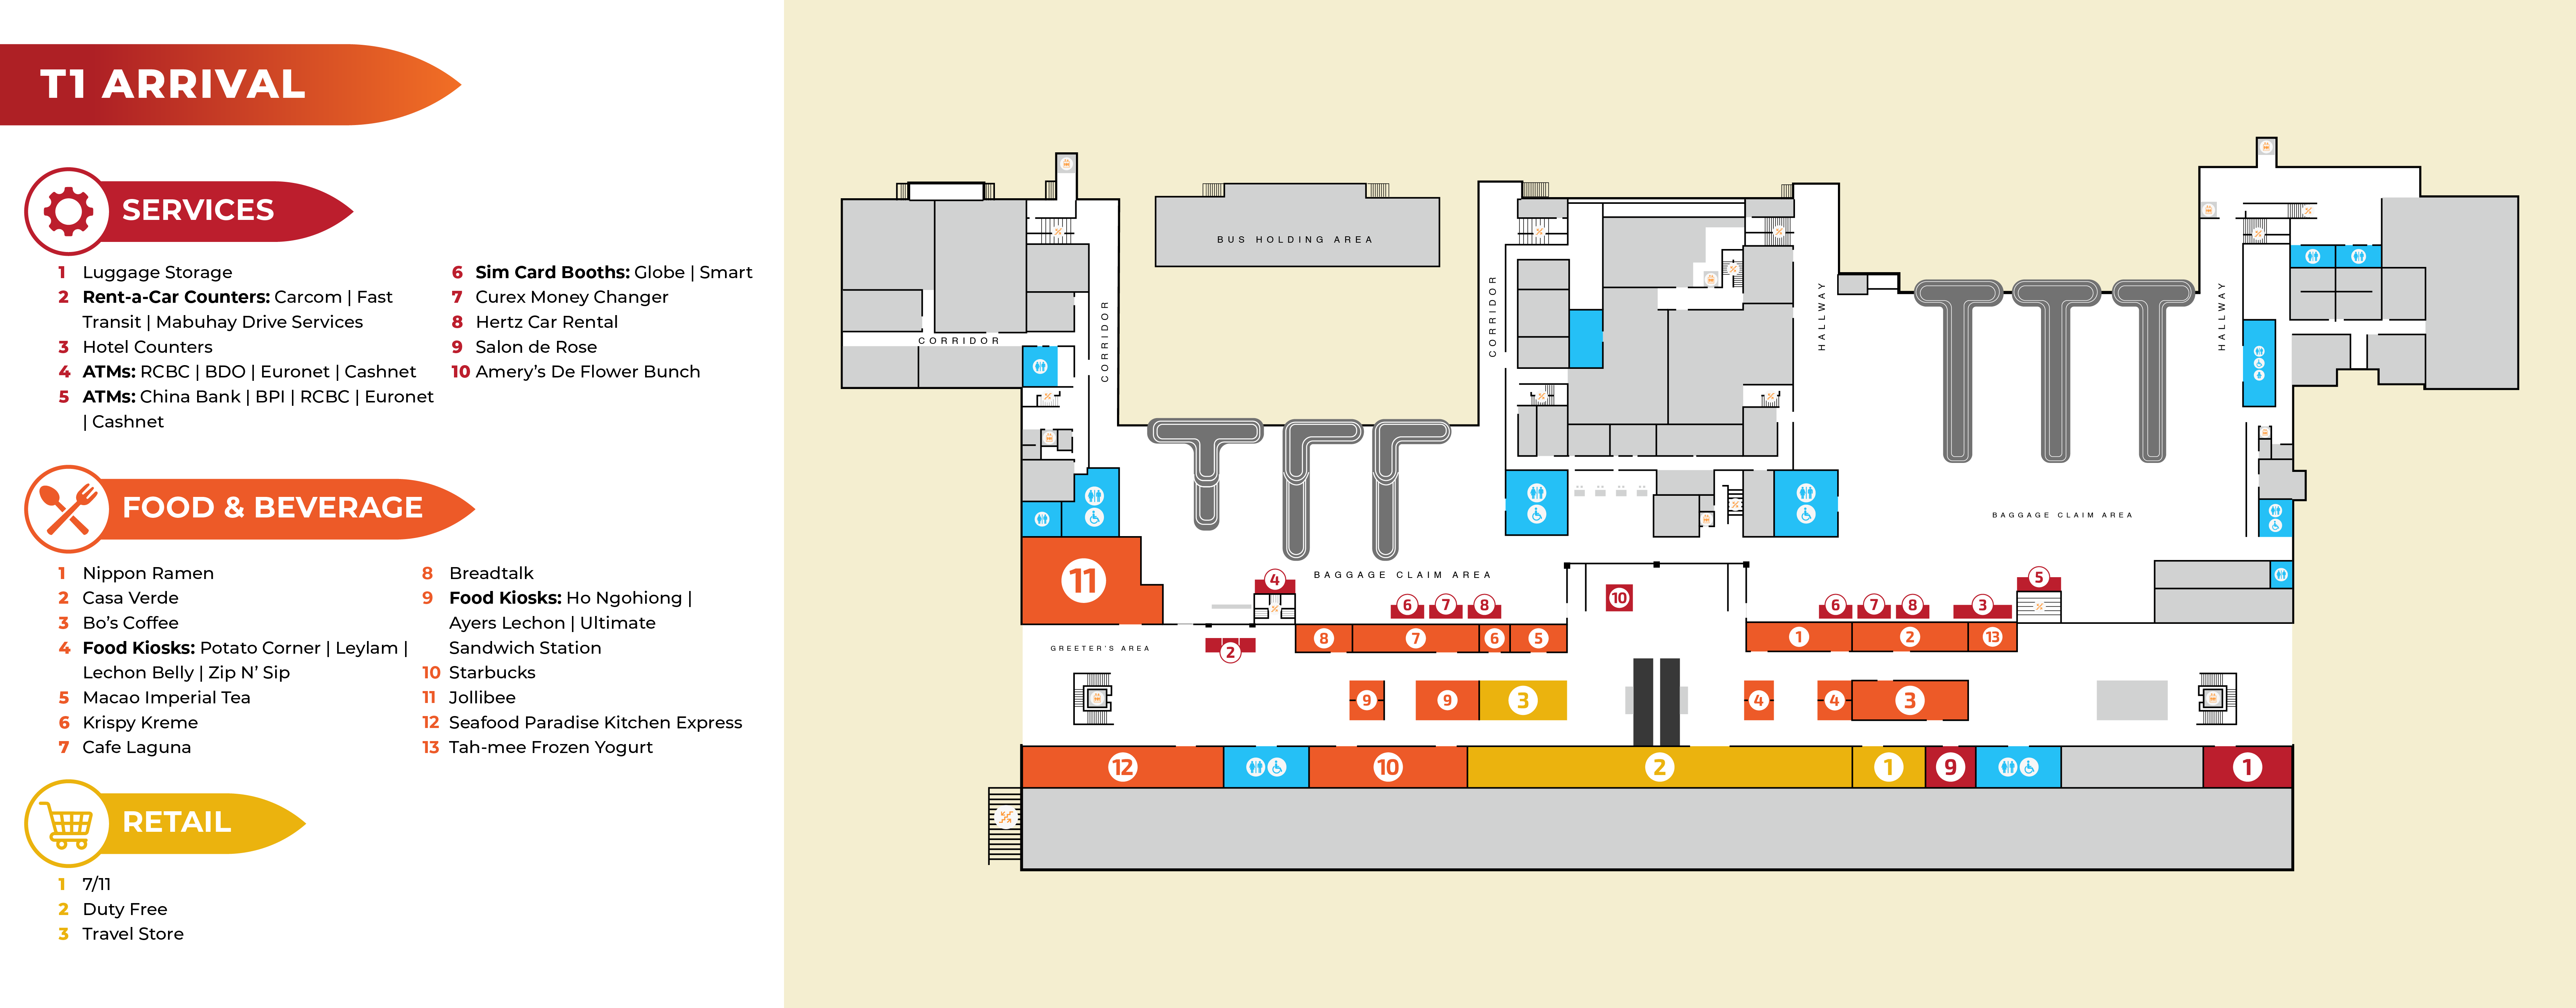 T1 ARRIVAL
SERVICES
1 Luggage Storage
2 Rent-a-Car Counters: Carcom | Fast
Transit | Mabuhay Drive Services
3 Hotel Counters
4 ATMs: RCBC | BDO | Euronet | Cashnet
5 ATMs: China Bank | BPI | RCBC | Euronet
| Cashnet
6 Sim Card Booths: Globe | Smart
7 Curex Money Changer
8 Hertz Car Rental
9 Salon de Rose
10 Amery's De Flower Bunch
FOOD & BEVERAGE
1 Nippon Ramen
2 Casa Verde
3 Bo's Coffee
4 Food Kiosks: Potato Corner | Leylam |
Lechon Belly | Zip N' Sip
5 Macao Imperial Tea
6 Krispy Kreme
7 Cafe Laguna
8 Breadtalk
9 Food Kiosks: Ho Ngohiong |
Ayers Lechon | Ultimate
Sandwich Station
10 Starbucks
11 Jollibee
12 Seafood Paradise Kitchen Express
13 Tah-mee Frozen Yogurt
RETAIL
1 7/11
2 Duty Free
3 Travel Store
BUS HOLDING AREA
CORRIDOR
CORRIDOR
CORRIDOR
HALLWAY
HALLWAY
BAGGAGE CLAIM AREA
BAGGAGE CLAIM AREA
GREETER'S AREA
11
4
6
7
8
10
6
7
8
3
5
2
8
7
6
5
1
2
13
9
9
3
4
4
3
12
10
2
1
9
1